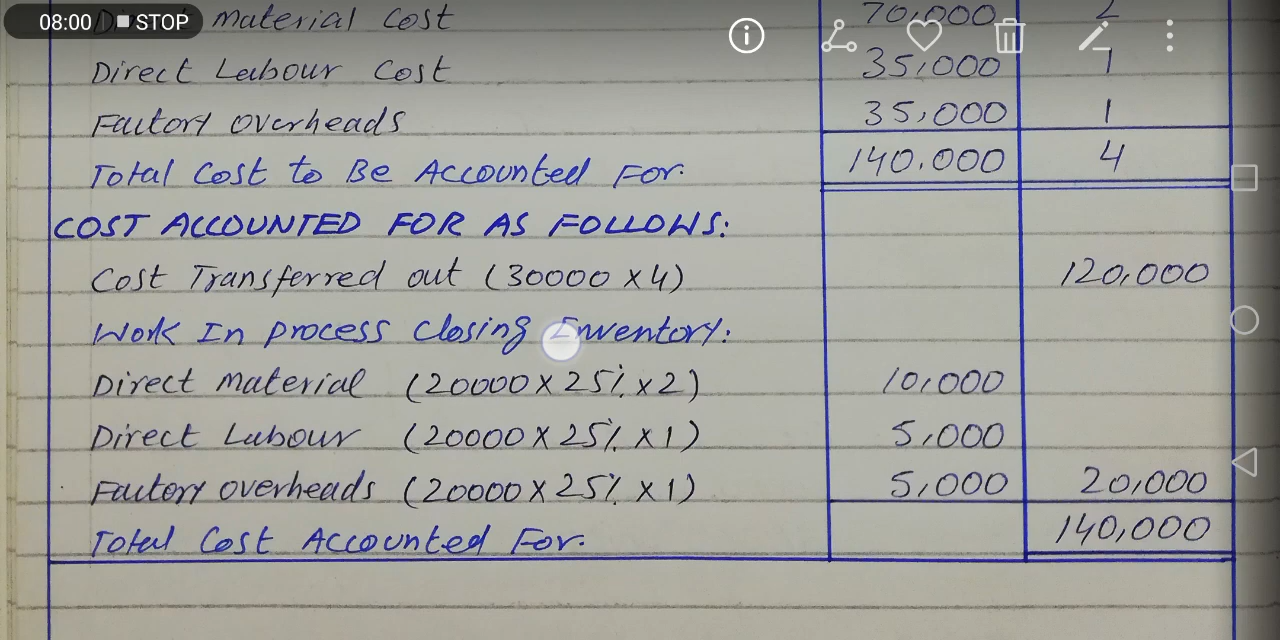 08:00 STOP
Direct Material Cost 70,000 2
Direct Labour Cost 35,000 1
Factory overheads 35,000 1
Total Cost to Be Accounted For. 140,000 4
COST ACCOUNTED FOR AS FOLLOWS:
Cost Transferred out (30000 x 4) 120,000
Work In process Closing Inventory:
Direct Material (20000 x 25% x 2) 10,000
Direct Labour (20000 x 25% x 1) 5,000
Factory overheads (20000 x 25% x 1) 5,000 20,000
Total Cost Accounted For. 140,000